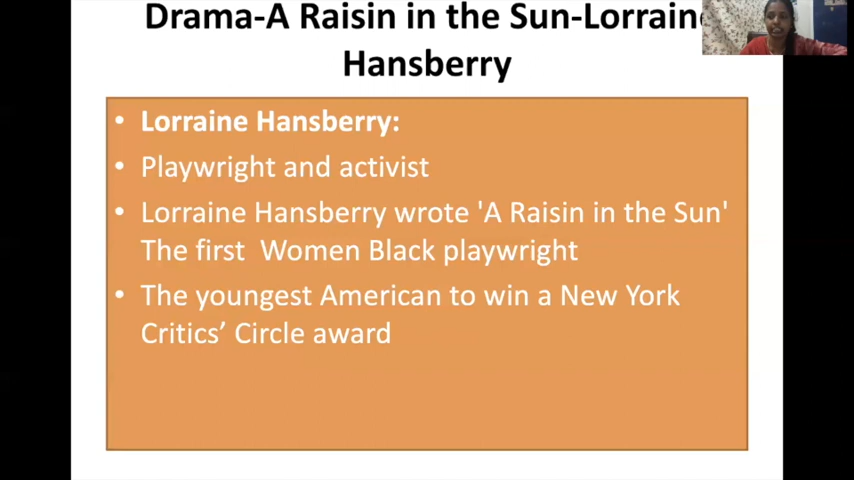 Drama-A Raisin in the Sun-Lorraine
Hansberry
• Lorraine Hansberry:
• Playwright and activist
• Lorraine Hansberry wrote 'A Raisin in the Sun'
The first  Women Black playwright
• The youngest American to win a New York
Critics’ Circle award